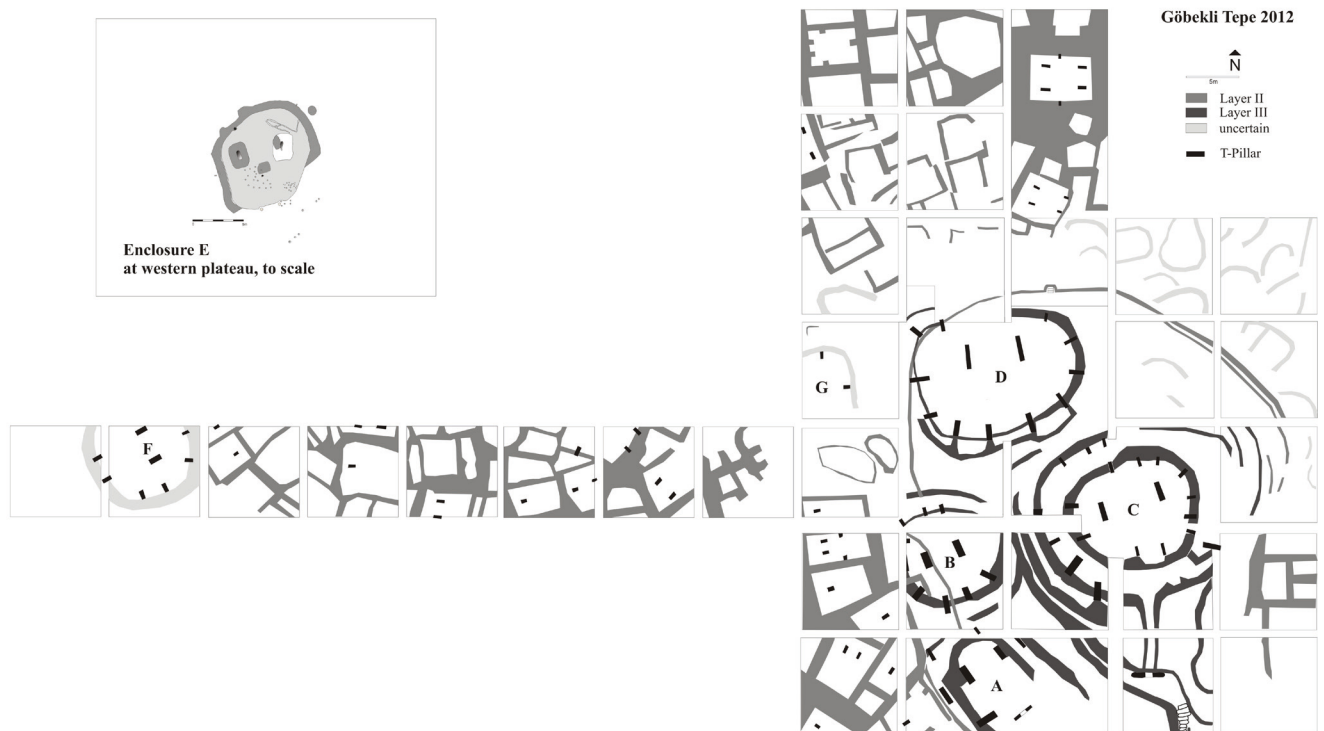 Göbekli Tepe 2012
N
5m
Layer II
Layer III
uncertain
T-Pillar
Enclosure E
at western plateau, to scale
D
G
F
C
B
A